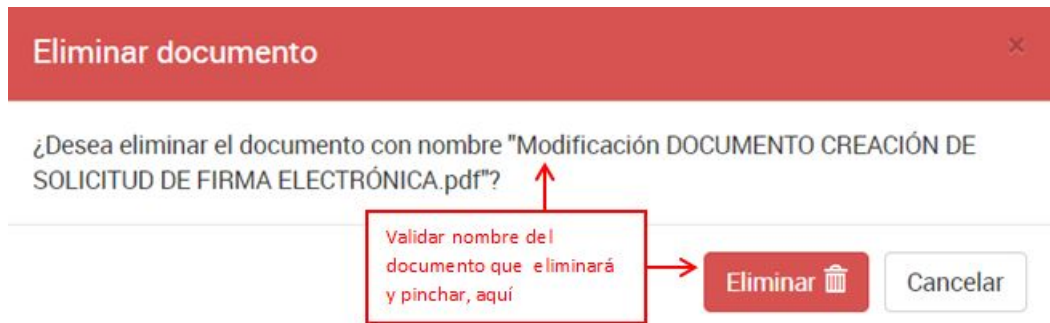 Eliminar documento ×
¿Desea eliminar el documento con nombre "Modificación DOCUMENTO CREACIÓN DE
SOLICITUD DE FIRMA ELECTRÓNICA.pdf"?
Validar nombre del
documento que eliminará
y pinchar, aquí
Eliminar
Cancelar